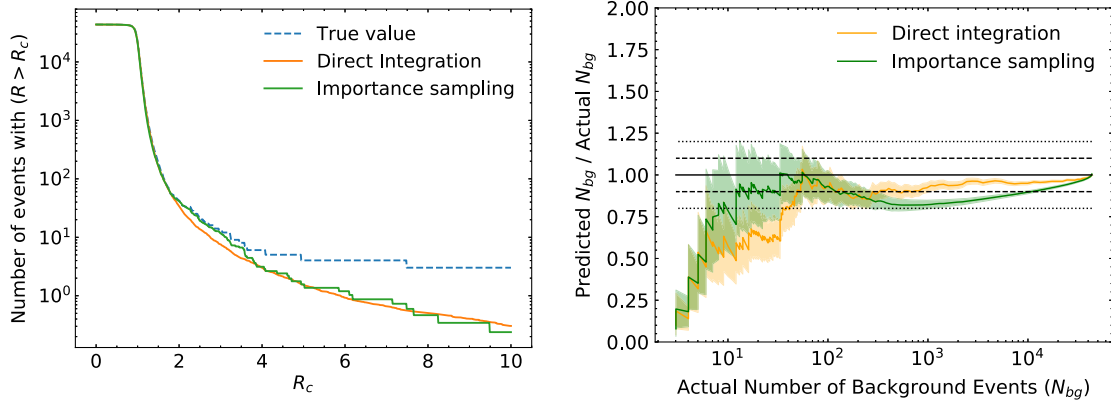 Number of events with (R > R_c)
10^4
10^3
10^2
10^1
10^0
0
2
4
6
8
10
R_c
True value
Direct Integration
Importance sampling
Predicted N_bg / Actual N_bg
2.00
1.75
1.50
1.25
1.00
0.75
0.50
0.25
0.00
10^1
10^2
10^3
10^4
Actual Number of Background Events (N_bg)
Direct integration
Importance sampling